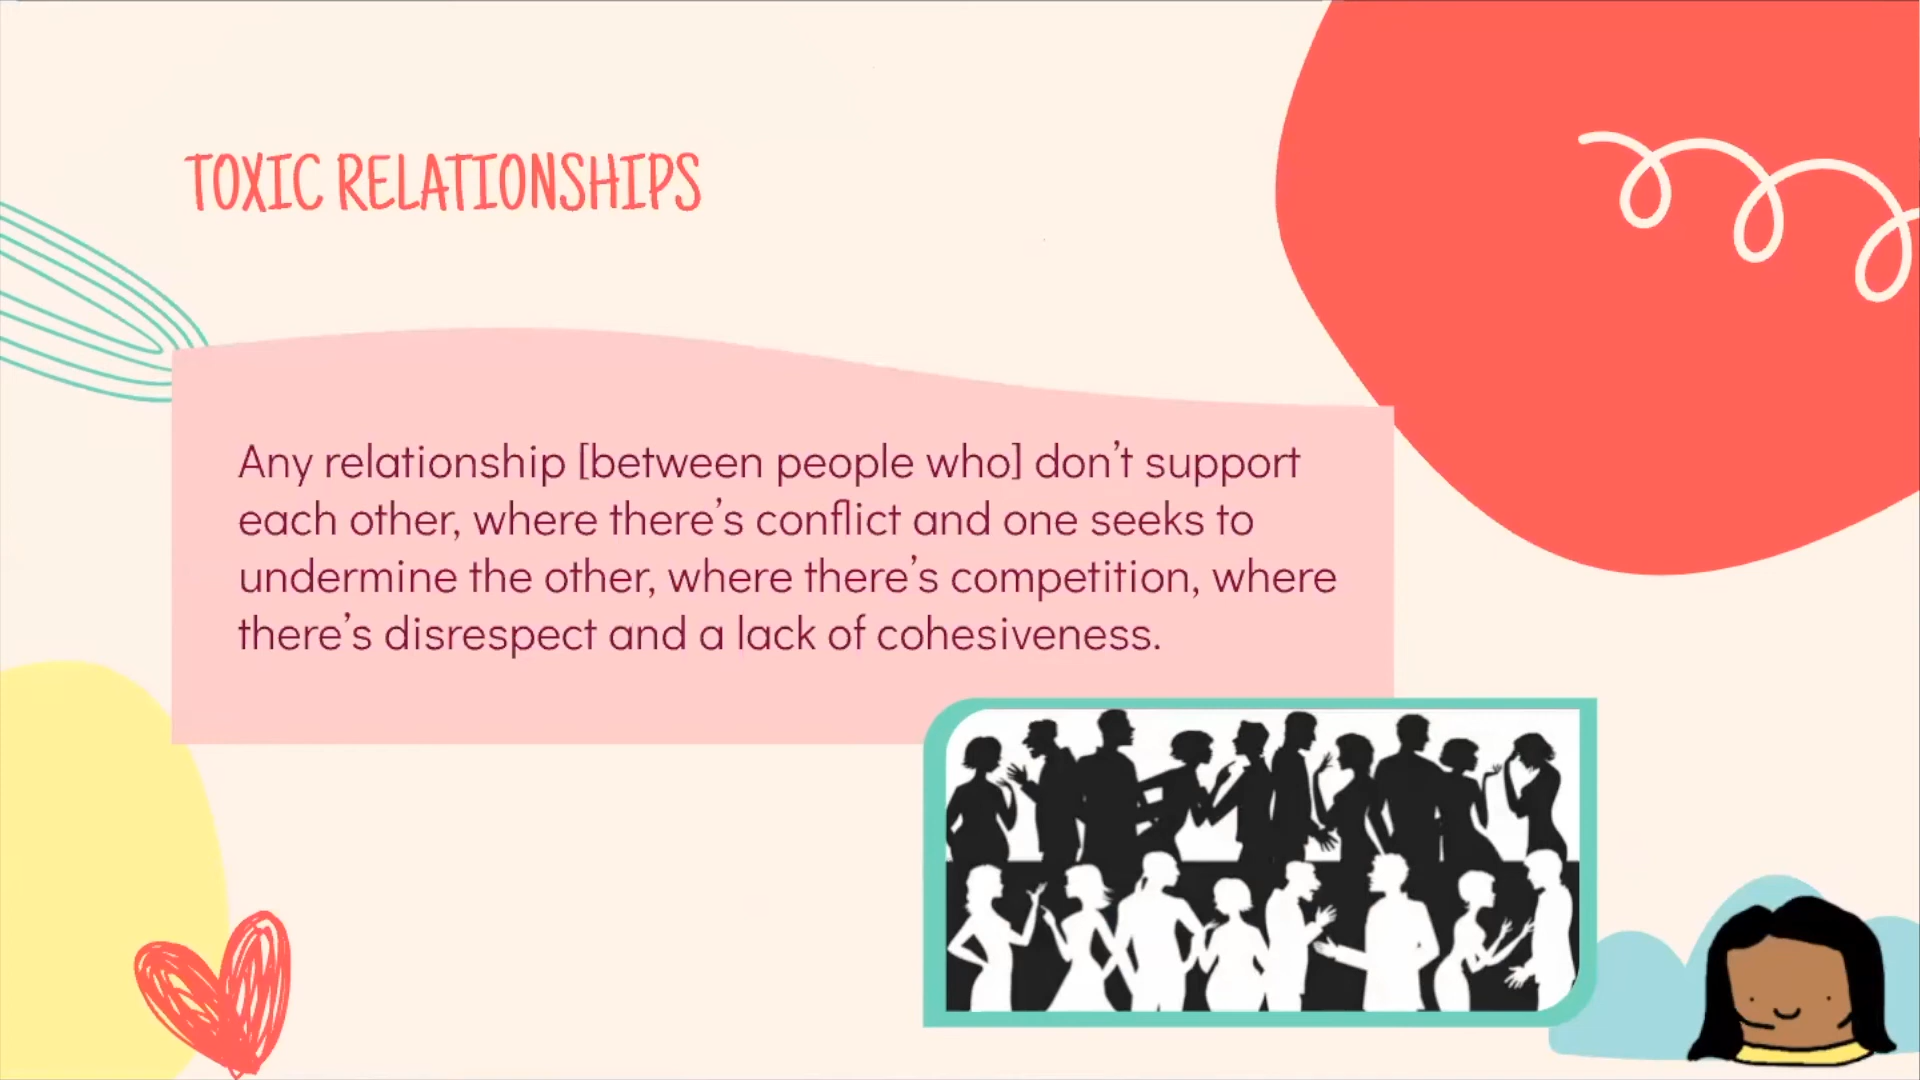 TOXIC RELATIONSHIPS
Any relationship [between people who] don’t support
each other, where there’s conflict and one seeks to
undermine the other, where there’s competition, where
there’s disrespect and a lack of cohesiveness.